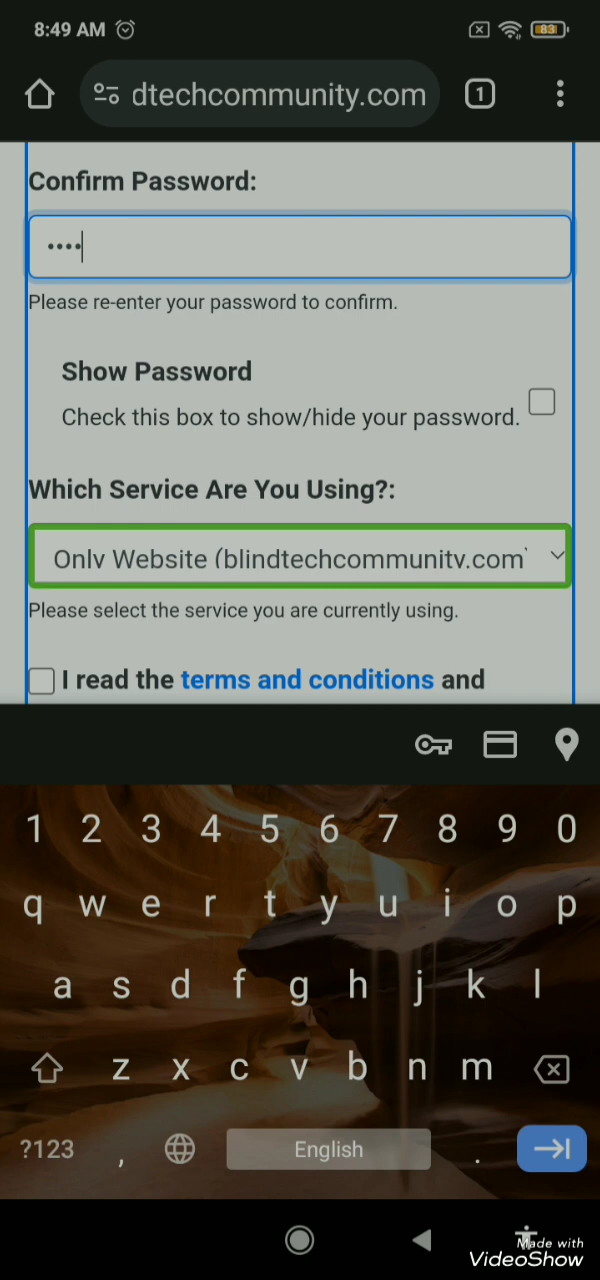 8:49 AM
83
dtechcommunity.com
1
Confirm Password:
••••
Please re-enter your password to confirm.
Show Password
Check this box to show/hide your password.
Which Service Are You Using?:
Only Website (blindtechcommunity.com)
Please select the service you are currently using.
I read the terms and conditions and
1 2 3 4 5 6 7 8 9 0
q w e r t y u i o p
a s d f g h j k l
z x c v b n m
?123 , English .
Made with
VideoShow